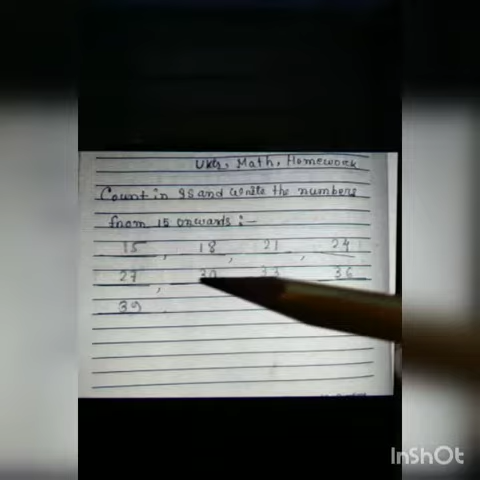 UKG, Math, Homework
Count in 3s and write the numbers
from 15 onwards :-
15, 18, 21, 24
27, 30 33 36
39
InShOt